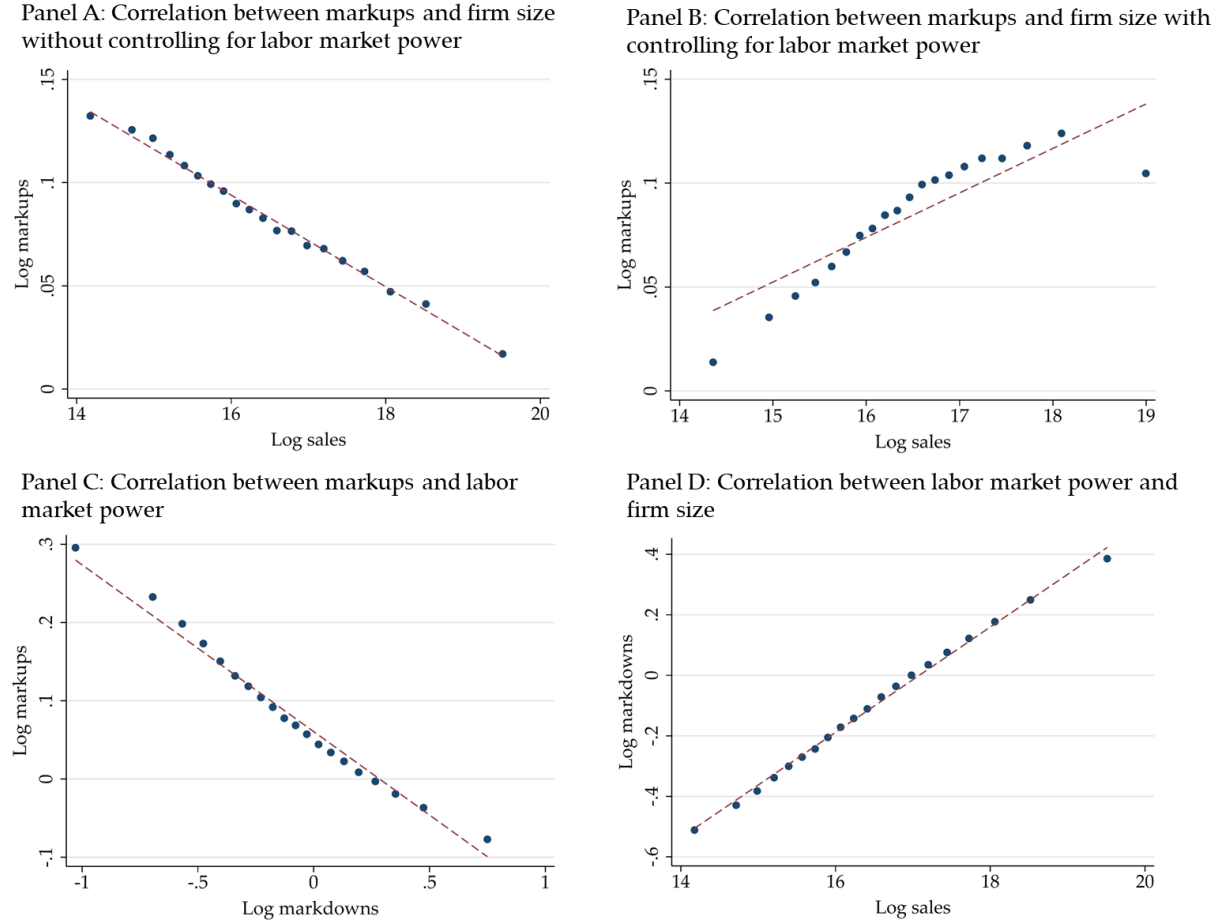 Panel A: Correlation between markups and firm size
without controlling for labor market power
.15
.1
.05
0
Log markups
14
16
18
20
Log sales
Panel B: Correlation between markups and firm size with
controlling for labor market power
.15
.1
.05
0
Log markups
14
15
16
17
18
19
Log sales
Panel C: Correlation between markups and labor
market power
.3
.2
.1
0
-.1
Log markups
-1
-.5
0
.5
1
Log markdowns
Panel D: Correlation between labor market power and
firm size
.4
.2
0
-.2
-.4
-.6
Log markdowns
14
16
18
20
Log sales